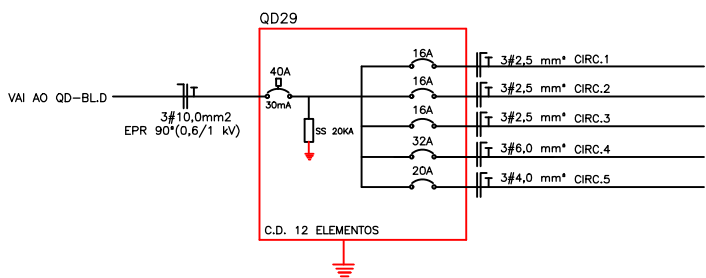 QD29
VAI AO QD-BL.D
T
3#10,0mm2
EPR 90°(0,6/1 kV)
40A
30mA
SS 20KA
16A
T 3#2,5 mm² CIRC.1
16A
T 3#2,5 mm² CIRC.2
16A
T 3#2,5 mm² CIRC.3
32A
T 3#6,0 mm² CIRC.4
20A
T 3#4,0 mm² CIRC.5
C.D. 12 ELEMENTOS